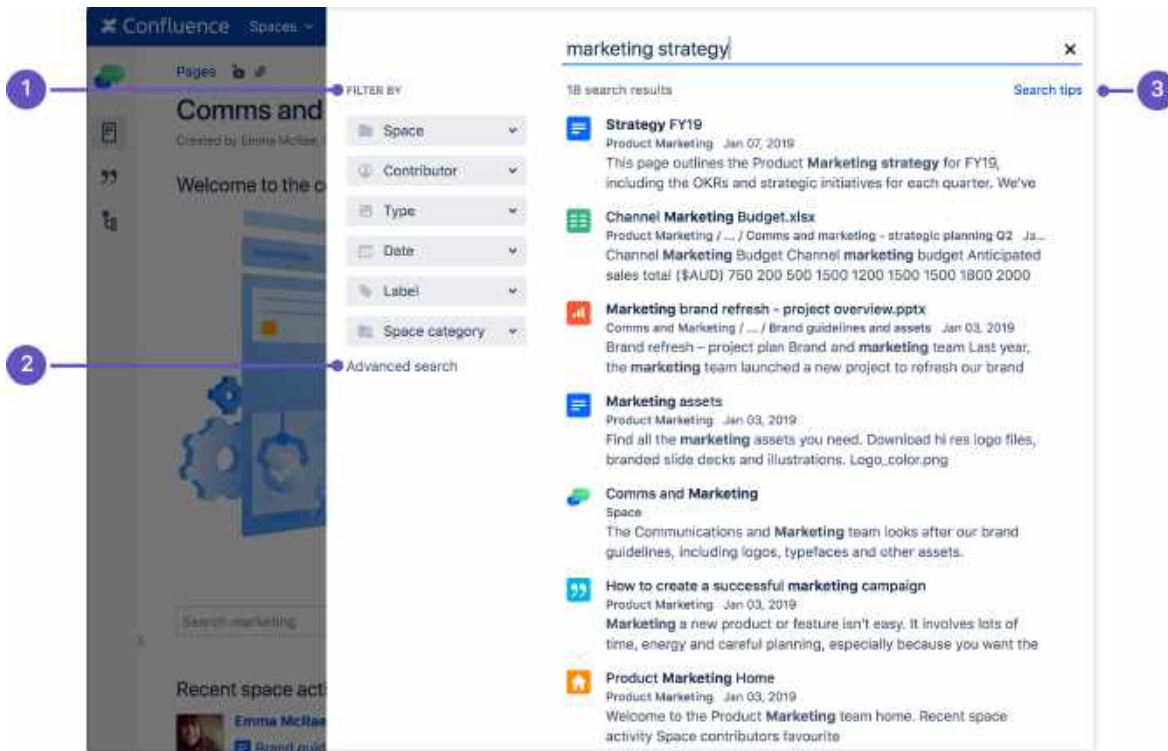 Confluence Spaces
Pages
Comms and
Created by Emma McRae,
Welcome to the c
Search marketing
Recent space act
Emma McRae
Brand guid
1
2
3
FILTER BY
Space
Contributor
Type
Date
Label
Space category
Advanced search
marketing strategy
18 search results
Search tips
Strategy FY19
Product Marketing Jan 07, 2019
This page outlines the Product Marketing strategy for FY19,
including the OKRs and strategic initiatives for each quarter. We've
Channel Marketing Budget.xlsx
Product Marketing / ... / Comms and marketing - strategic planning Q2 Ja...
Channel Marketing Budget Channel marketing budget Anticipated
sales total ($AUD) 750 200 500 1500 1200 1500 1500 1800 2000
Marketing brand refresh - project overview.pptx
Comms and Marketing / ... / Brand guidelines and assets Jan 03, 2019
Brand refresh – project plan Brand and marketing team Last year,
the marketing team launched a new project to refresh our brand
Marketing assets
Product Marketing Jan 03, 2019
Find all the marketing assets you need. Download hi res logo files,
branded slide decks and illustrations. Logo_color.png
Comms and Marketing
Space
The Communications and Marketing team looks after our brand
guidelines, including logos, typefaces and other assets.
How to create a successful marketing campaign
Product Marketing Jan 03, 2019
Marketing a new product or feature isn't easy. It involves lots of
time, energy and careful planning, especially because you want the
Product Marketing Home
Product Marketing Jan 03, 2019
Welcome to the Product Marketing team home. Recent space
activity Space contributors favourite